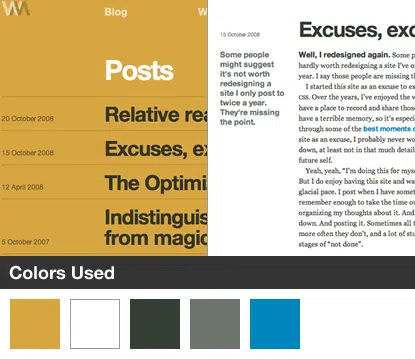 WA
Blog
W
Posts
20 October 2008
Relative rea
15 October 2008
Excuses, ex
12 April 2008
The Optimi
Indistinguis
5 October 2007
from magic
15 October 2008
Excuses, exc
Some people
might suggest
it's not worth
redesigning a
site I only post to
twice a year.
They're missing
the point.
Well, I redesigned again. Some p
hardly worth redesigning a site I've o
year. I say those people are missing th
I started this site as an excuse to ex
CSS. Over the years, I've enjoyed the w
have a place to record and share thos
have a terrible memory, so it's especia
through some of the best moments o
site as an excuse, I probably never wo
down, at least not in that much detail
future self.
Yeah, yeah, "I'm doing this for myse
But I do enjoy having this site and wa
glacial pace. I post when I have somet
remember enough to take the time ou
organizing my thoughts about it. And
down. And posting it. Sometimes all t
more often they don't, and a lot of stu
stages of "not done".
Colors Used